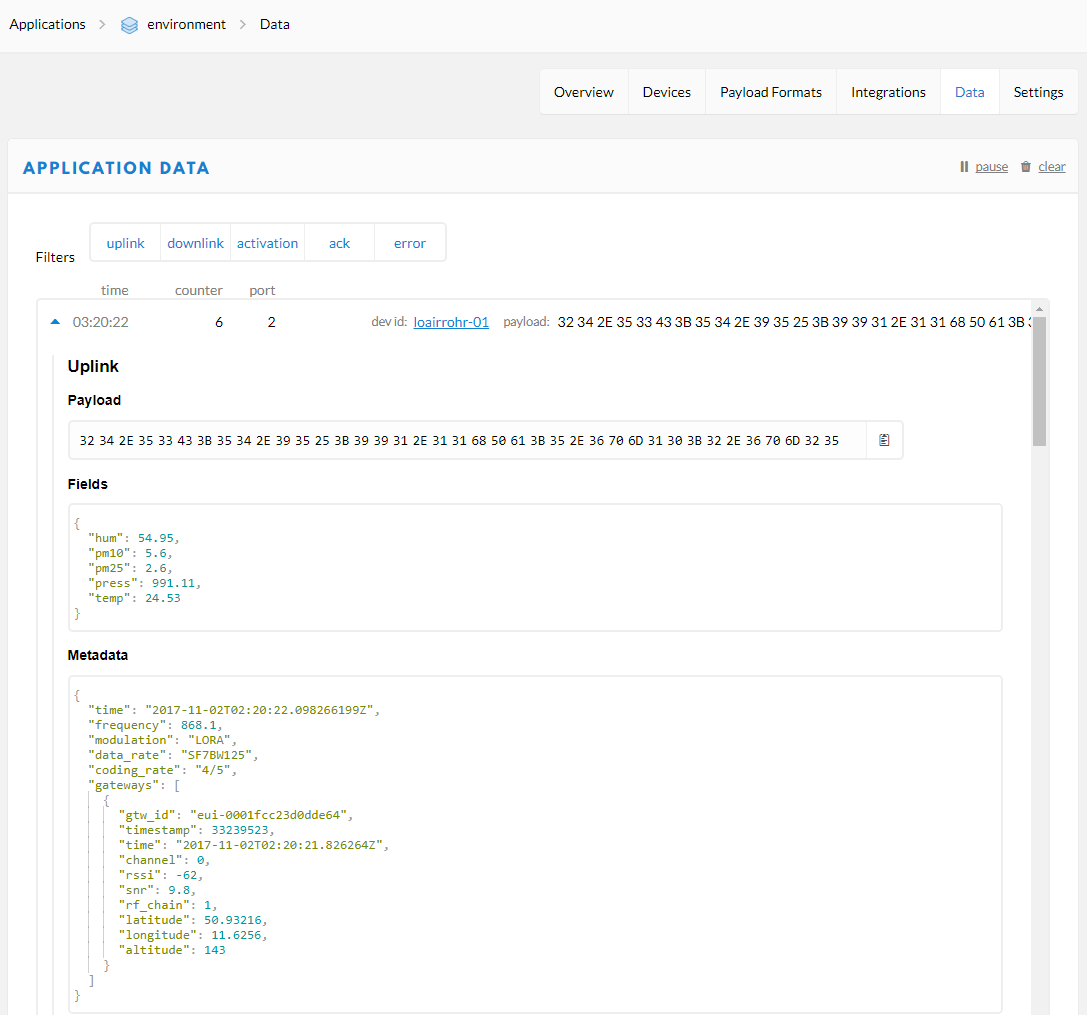 Applications > environment > Data
Overview Devices Payload Formats Integrations Data Settings
APPLICATION DATA pause clear
Filters uplink downlink activation ack error
time counter port
03:20:22 6 2 dev id: loairrohr-01 payload: 32 34 2E 35 33 43 3B 35 34 2E 39 35 25 3B 39 39 31 2E 31 31 68 50 61 3B
Uplink
Payload
32 34 2E 35 33 43 3B 35 34 2E 39 35 25 3B 39 39 31 2E 31 31 68 50 61 3B 35 2E 36 70 6D 31 30 3B 32 2E 36 70 6D 32 35
Fields
{
"hum": 54.95,
"pm10": 5.6,
"pm25": 2.6,
"press": 991.11,
"temp": 24.53
}
Metadata
{
"time": "2017-11-02T02:20:22.098266199Z",
"frequency": 868.1,
"modulation": "LORA",
"data_rate": "SF7BW125",
"coding_rate": "4/5",
"gateways": [
{
"gtw_id": "eui-0001fcc23d0dde64",
"timestamp": 33239523,
"time": "2017-11-02T02:20:21.826264Z",
"channel": 0,
"rssi": -62,
"snr": 9.8,
"rf_chain": 1,
"latitude": 50.93216,
"longitude": 11.6256,
"altitude": 143
}
]
}